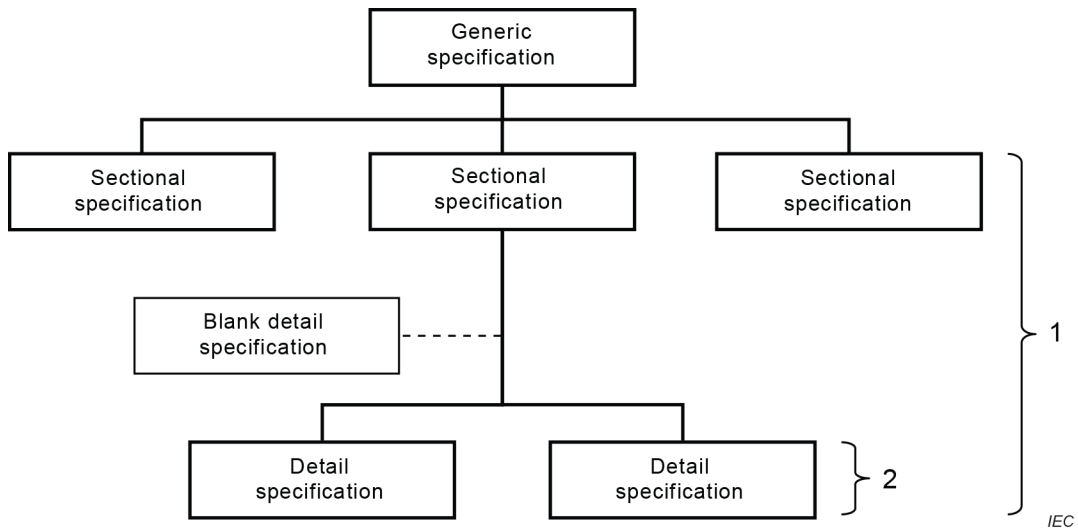 Generic
specification
Sectional
specification
Sectional
specification
Sectional
specification
Blank detail
specification
1
Detail
specification
Detail
specification
2
IEC